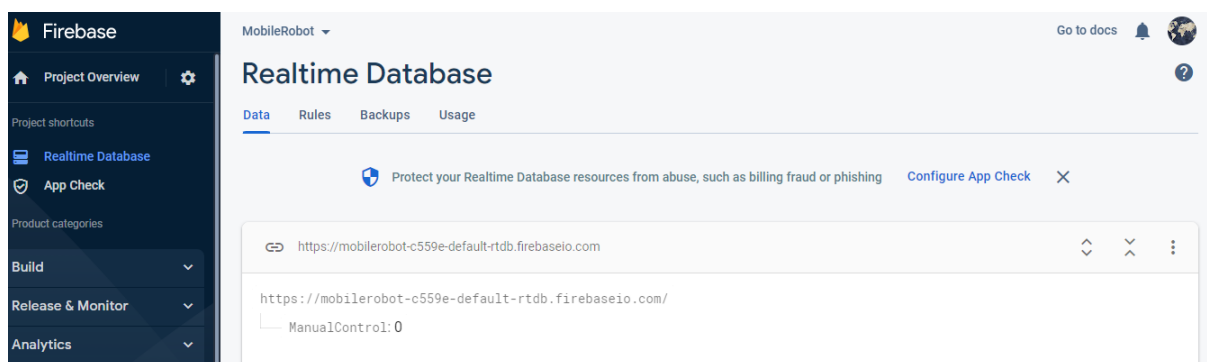 Firebase
Project Overview
Project shortcuts
Realtime Database
App Check
Product categories
Build
Release & Monitor
Analytics
MobileRobot
Go to docs
Realtime Database
Data Rules Backups Usage
Protect your Realtime Database resources from abuse, such as billing fraud or phishing Configure App Check
https://mobilerobot-c559e-default-rtdb.firebaseio.com
https://mobilerobot-c559e-default-rtdb.firebaseio.com/
ManualControl: 0